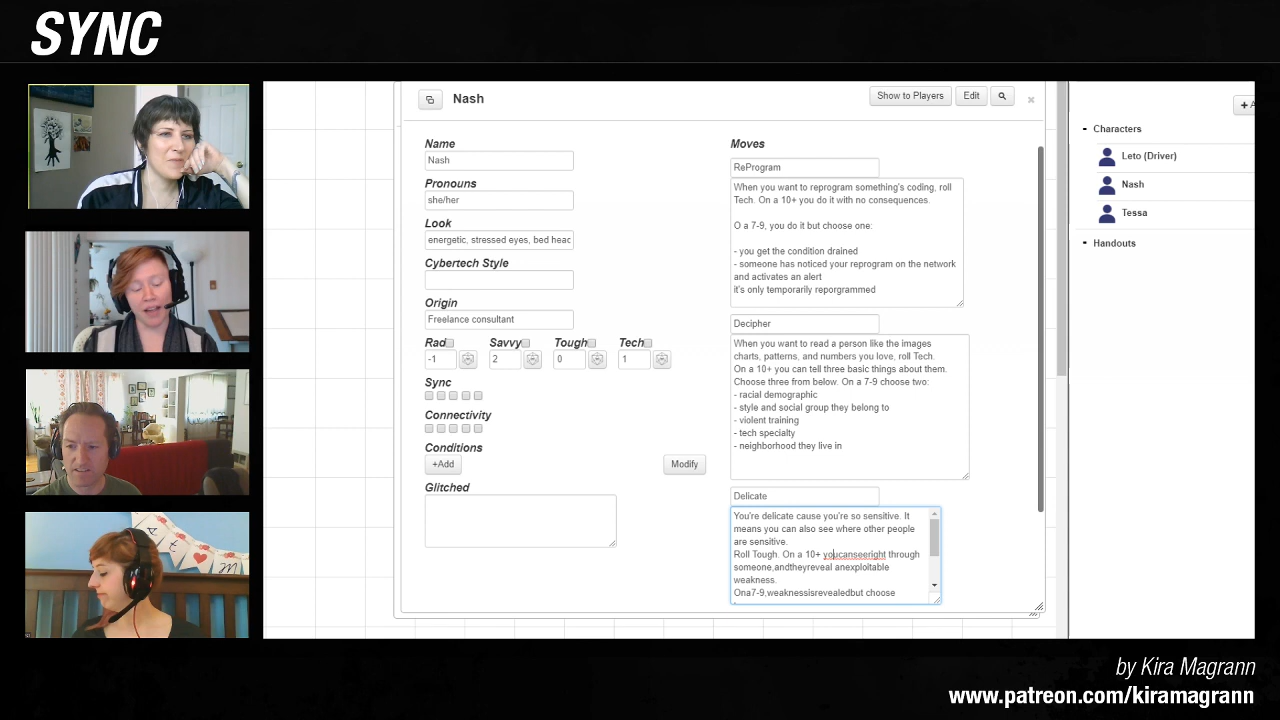 SYNC
Nash
Show to Players
Edit
Name
Nash
Pronouns
she/her
Look
energetic, stressed eyes, bed heac
Cybertech Style
Origin
Freelance consultant
Rad Savvy Tough Tech
-1 2 0 1
Sync
Connectivity
Conditions
+Add
Modify
Glitched
Moves
ReProgram
When you want to reprogram something's coding, roll
Tech. On a 10+ you do it with no consequences.
O a 7-9, you do it but choose one:
- you get the condition drained
- someone has noticed your reprogram on the network
and activates an alert
it's only temporarily reporgrammed
Decipher
When you want to read a person like the images
charts, patterns, and numbers you love, roll Tech.
On a 10+ you can tell three basic things about them.
Choose three from below. On a 7-9 choose two:
- racial demographic
- style and social group they belong to
- violent training
- tech specialty
- neighborhood they live in
Delicate
You're delicate cause you're so sensitive. It
means you can also see where other people
are sensitive.
Roll Tough. On a 10+ youcanseeright through
someone,andtheyreveal anexploitable
weakness.
Ona7-9,weaknessisrevealedbut choose
Characters
Leto (Driver)
Nash
Tessa
Handouts
by Kira Magrann
www.patreon.com/kiramagrann